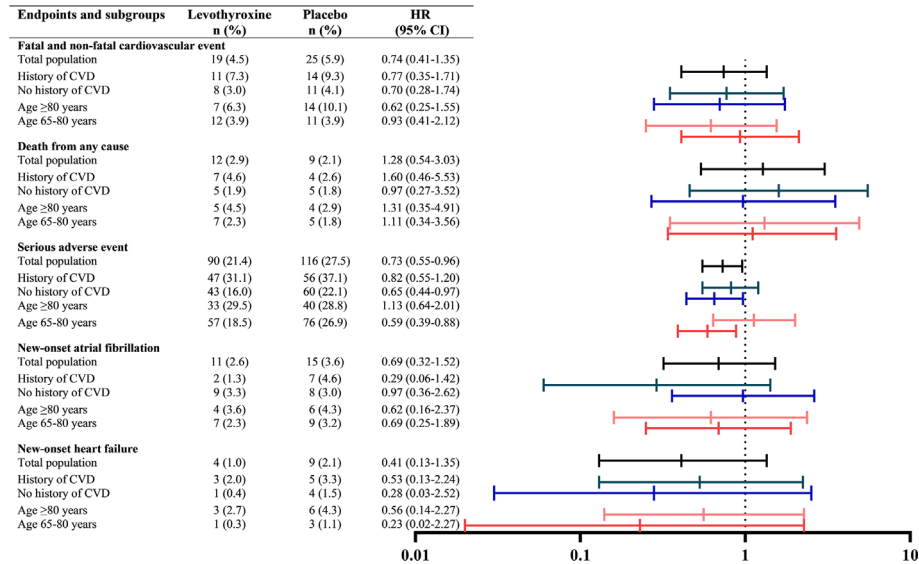 Endpoints and subgroups Levothyroxine n (%) Placebo n (%) HR (95% CI)
Fatal and non-fatal cardiovascular event
Total population 19 (4.5) 25 (5.9) 0.74 (0.41-1.35)
History of CVD 11 (7.3) 14 (9.3) 0.77 (0.35-1.71)
No history of CVD 8 (3.0) 11 (4.1) 0.70 (0.28-1.74)
Age ≥80 years 7 (6.3) 14 (10.1) 0.62 (0.25-1.55)
Age 65-80 years 12 (3.9) 11 (3.9) 0.93 (0.41-2.12)
Death from any cause
Total population 12 (2.9) 9 (2.1) 1.28 (0.54-3.03)
History of CVD 7 (4.6) 4 (2.6) 1.60 (0.46-5.53)
No history of CVD 5 (1.9) 5 (1.8) 0.97 (0.27-3.52)
Age ≥80 years 5 (4.5) 4 (2.9) 1.31 (0.35-4.91)
Age 65-80 years 7 (2.3) 5 (1.8) 1.11 (0.34-3.56)
Serious adverse event
Total population 90 (21.4) 116 (27.5) 0.73 (0.55-0.96)
History of CVD 47 (31.1) 56 (37.1) 0.82 (0.55-1.20)
No history of CVD 43 (16.0) 60 (22.1) 0.65 (0.44-0.97)
Age ≥80 years 33 (29.5) 40 (28.8) 1.13 (0.64-2.01)
Age 65-80 years 57 (18.5) 76 (26.9) 0.59 (0.39-0.88)
New-onset atrial fibrillation
Total population 11 (2.6) 15 (3.6) 0.69 (0.32-1.52)
History of CVD 2 (1.3) 7 (4.6) 0.29 (0.06-1.42)
No history of CVD 9 (3.3) 8 (3.0) 0.97 (0.36-2.62)
Age ≥80 years 4 (3.6) 6 (4.3) 0.62 (0.16-2.37)
Age 65-80 years 7 (2.3) 9 (3.2) 0.69 (0.25-1.89)
New-onset heart failure
Total population 4 (1.0) 9 (2.1) 0.41 (0.13-1.35)
History of CVD 3 (2.0) 5 (3.3) 0.53 (0.13-2.24)
No history of CVD 1 (0.4) 4 (1.5) 0.28 (0.03-2.52)
Age ≥80 years 3 (2.7) 6 (4.3) 0.56 (0.14-2.27)
Age 65-80 years 1 (0.3) 3 (1.1) 0.23 (0.02-2.27)
0.01 0.1 1 10